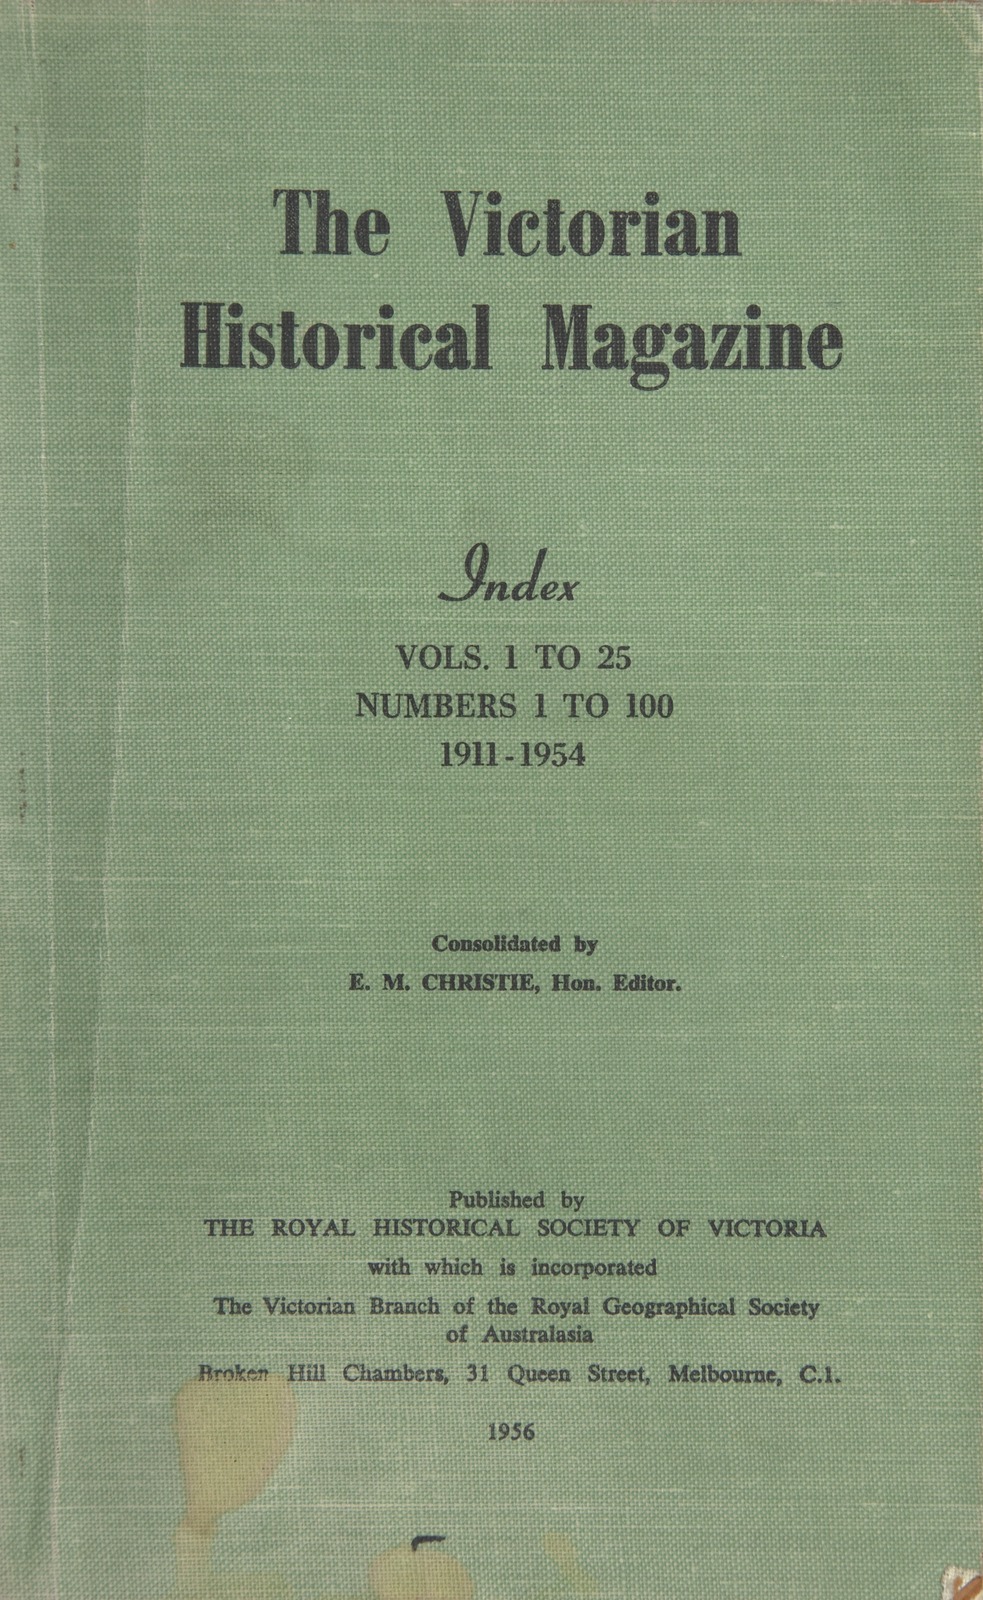 The Victorian
Historical Magazine
Index
VOLS. 1 TO 25
NUMBERS 1 TO 100
1911-1954
Consolidated by
E. M. CHRISTIE, Hon. Editor.
Published by
THE ROYAL HISTORICAL SOCIETY OF VICTORIA
with which is incorporated
The Victorian Branch of the Royal Geographical Society
of Australasia
Broken Hill Chambers, 31 Queen Street, Melbourne, C.1.
1956